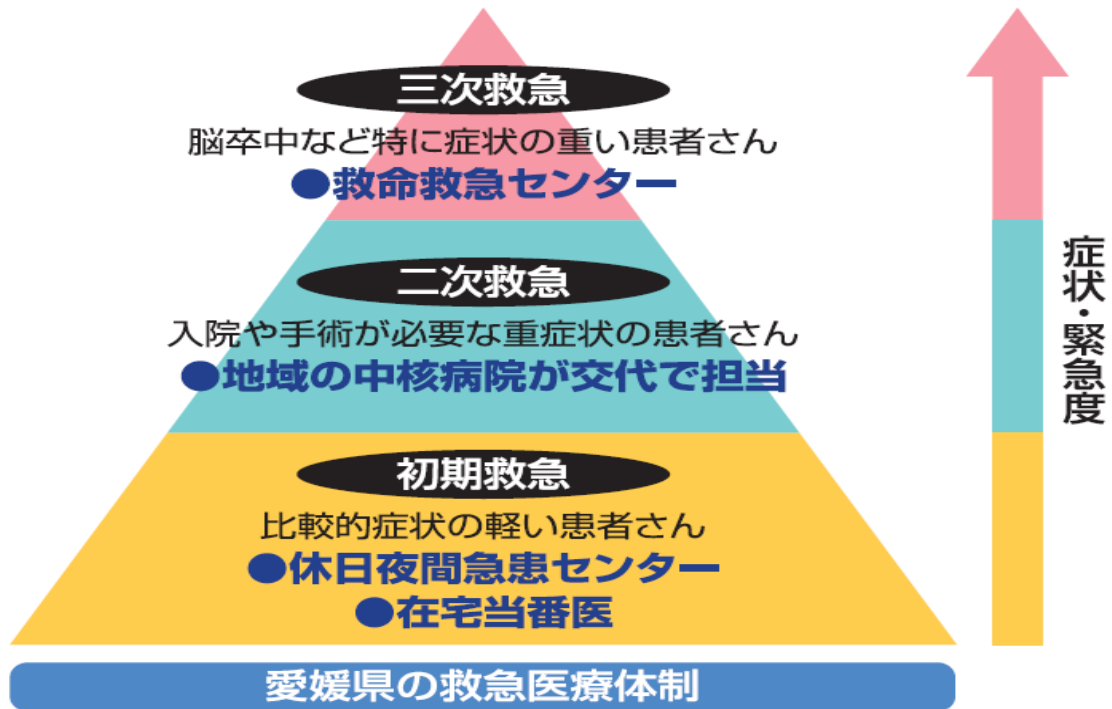 三次救急
脳卒中など特に症状の重い患者さん
●救命救急センター
二次救急
入院や手術が必要な重症状の患者さん
●地域の中核病院が交代で担当
初期救急
比較的症状の軽い患者さん
●休日夜間急患センター
●在宅当番医
愛媛県の救急医療体制
症状・緊急度